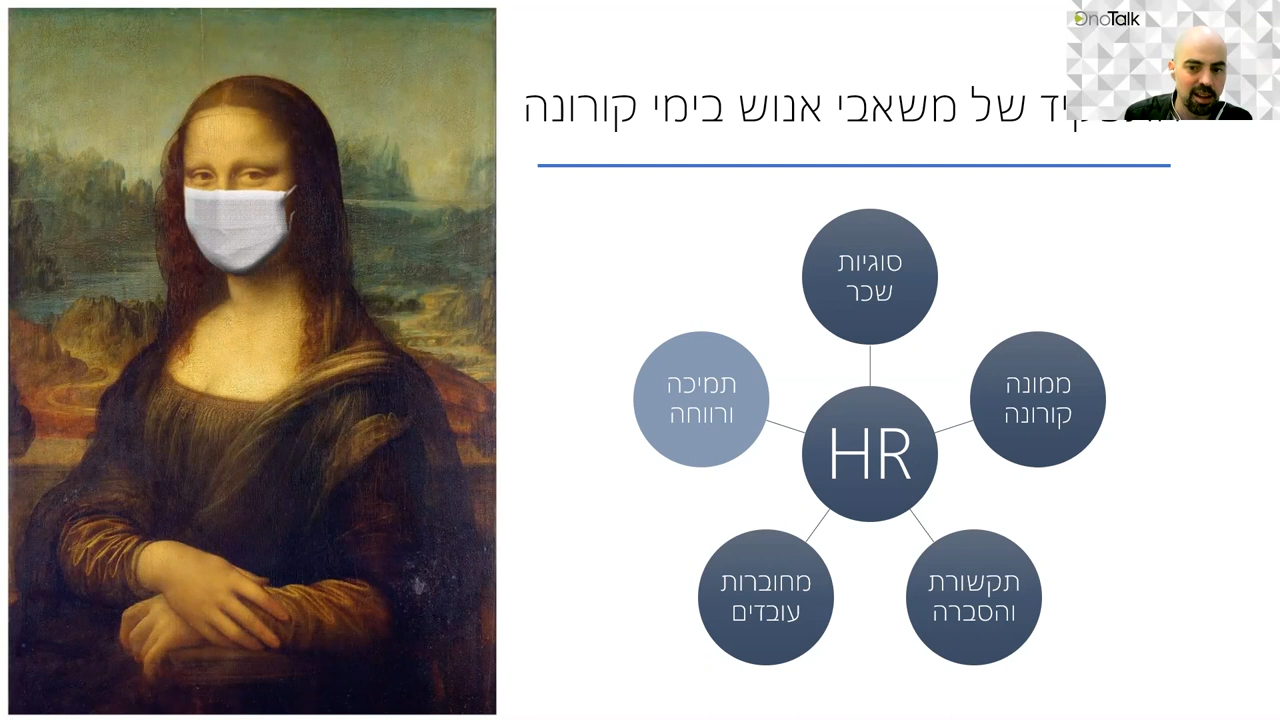 OnoTalk
של משאבי אנוש בימי קורונה
סוגיות
שכר
ממונה
קורונה
תקשורת
והסברה
מחוברות
עובדים
תמיכה
ורווחה
HR